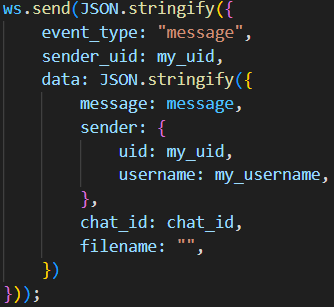 ws.send(JSON.stringify({
    event_type: "message",
    sender_uid: my_uid,
    data: JSON.stringify({
        message: message,
        sender: {
            uid: my_uid,
            username: my_username,
        },
        chat_id: chat_id,
        filename: "",
    })
}));